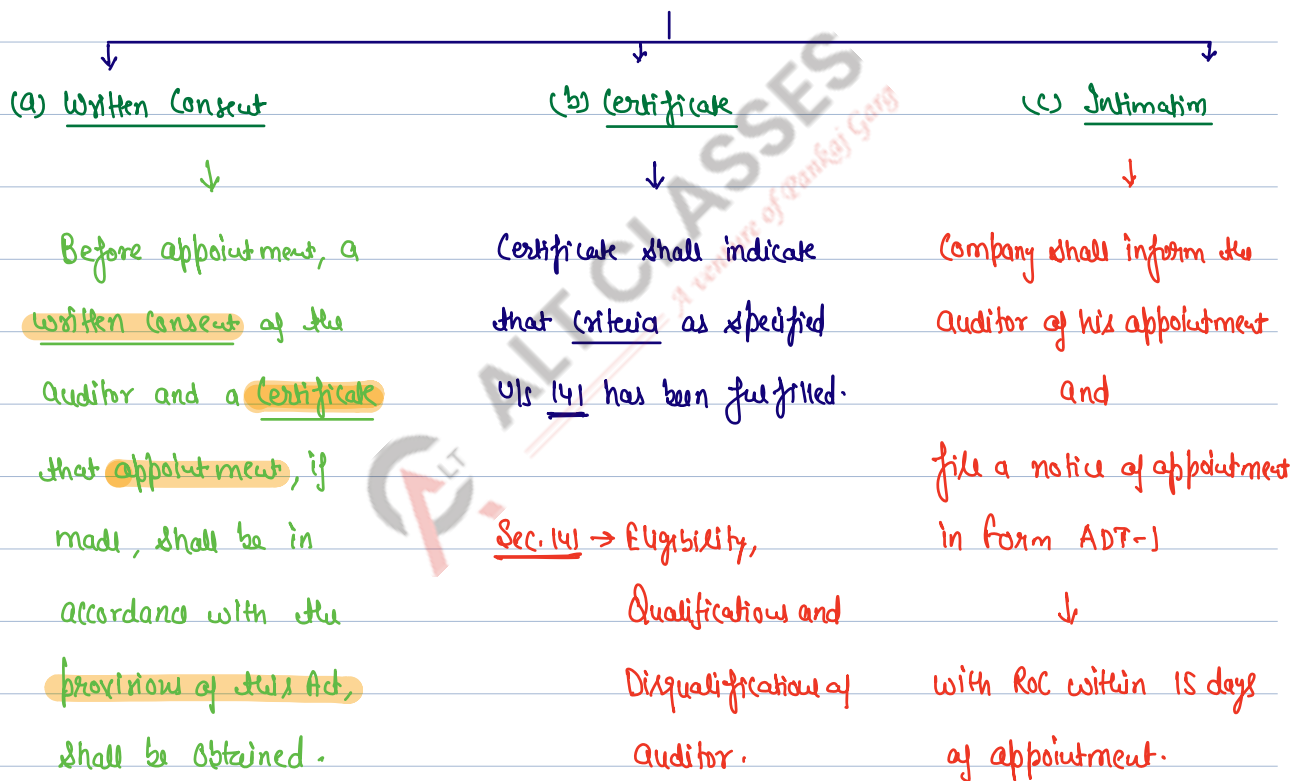 (a) Written Consent
Before appointment, a
written consent of the
auditor and a certificate
that appointment, if
made, shall be in
accordance with the
provisions of this Act,
shall be obtained.
(b) Certificate
Certificate shall indicate
that criteria as specified
U/s 141 has been fulfilled.
Sec. 141 → Eligibility,
Qualifications and
Disqualifications of
auditor.
(c) Intimation
Company shall inform the
auditor of his appointment
and
file a notice of appointment
in form ADT-1
with RoC within 15 days
of appointment.
ALT CLASSES
A venture of Pankaj Garg
ALT